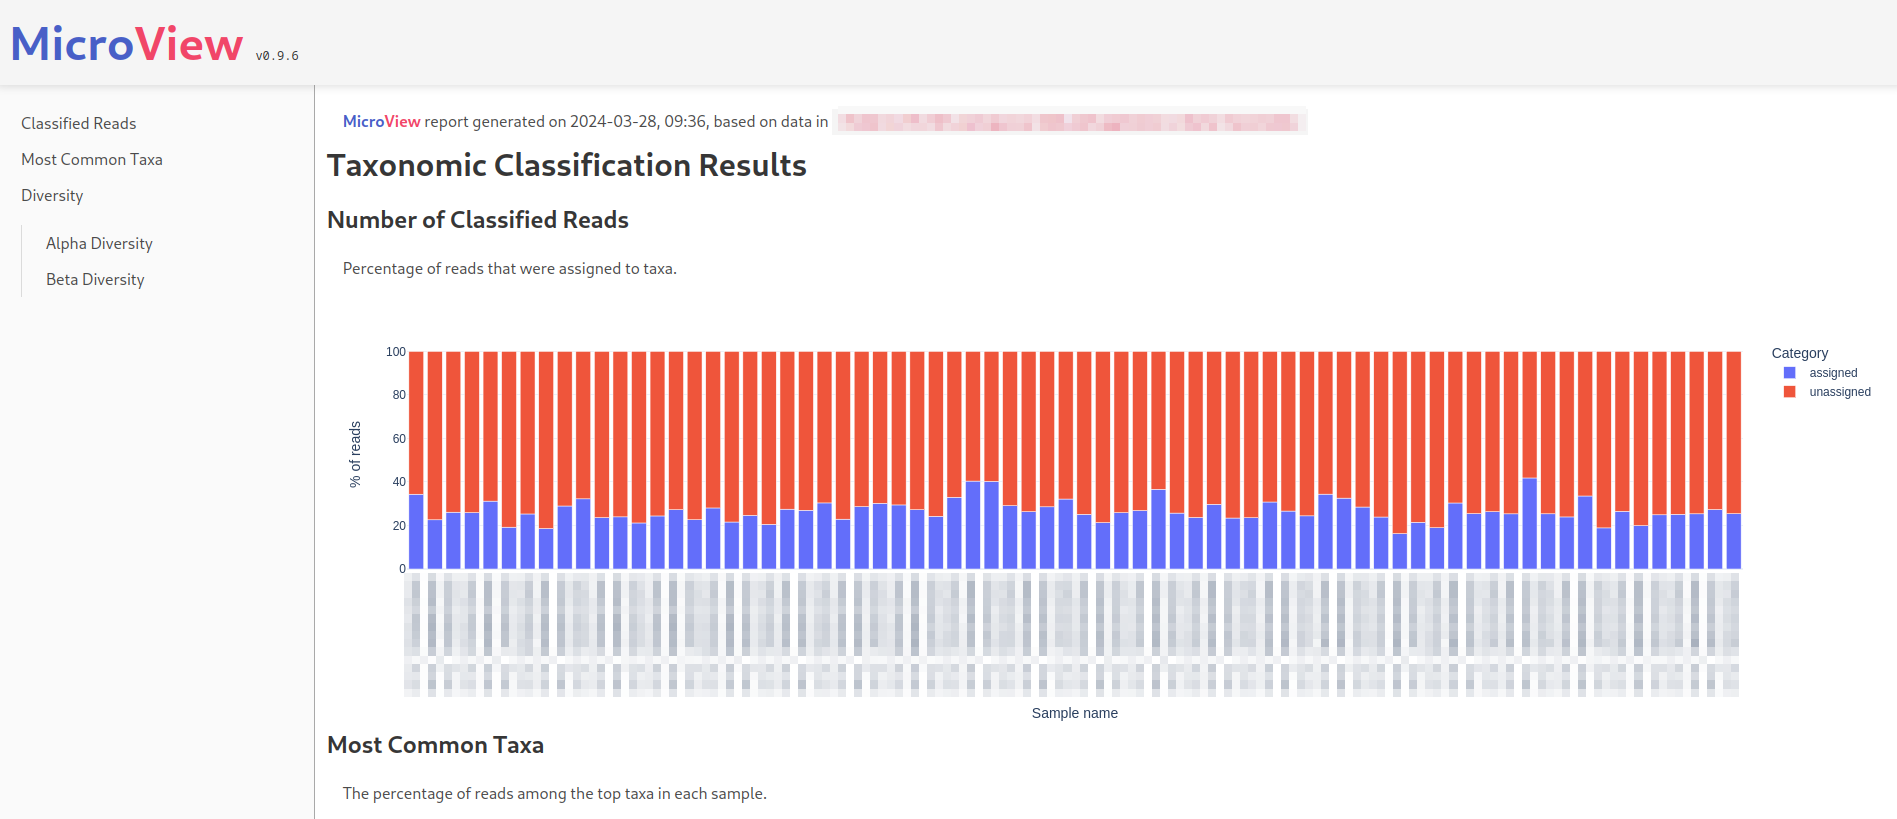 MicroView v0.9.6
Classified Reads
Most Common Taxa
Diversity
Alpha Diversity
Beta Diversity
MicroView report generated on 2024-03-28, 09:36, based on data in
Taxonomic Classification Results
Number of Classified Reads
Percentage of reads that were assigned to taxa.
100
80
60
40
20
0
% of reads
Sample name
Category
assigned
unassigned
Most Common Taxa
The percentage of reads among the top taxa in each sample.